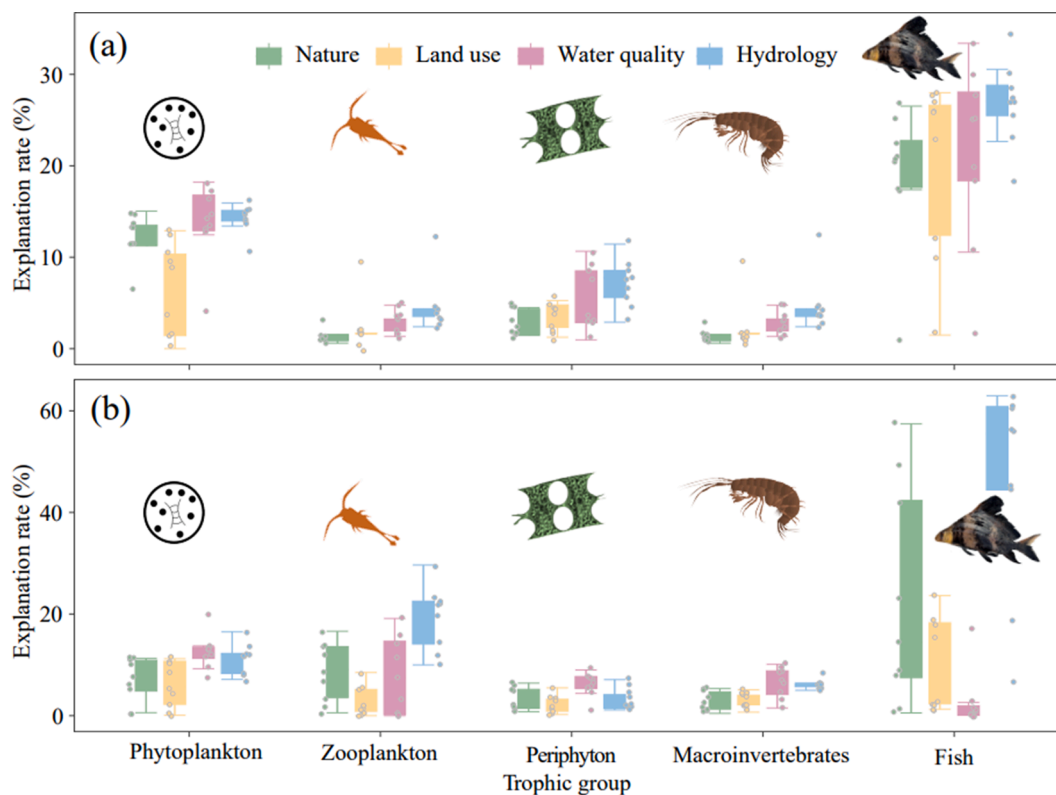 (a)
Nature Land use Water quality Hydrology
Explanation rate (%)
30
20
10
0
(b)
Explanation rate (%)
60
40
20
0
Phytoplankton Zooplankton Periphyton Macroinvertebrates Fish
Trophic group